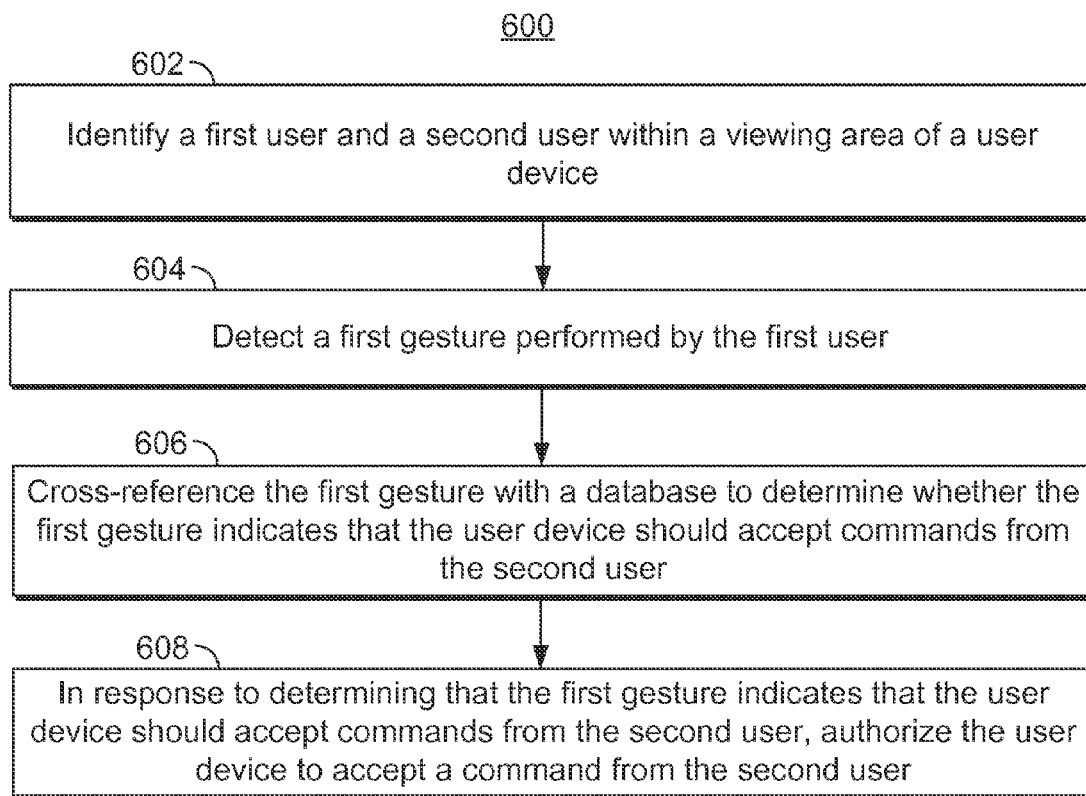 600
602
Identify a first user and a second user within a viewing area of a user
device
604
Detect a first gesture performed by the first user
606
Cross-reference the first gesture with a database to determine whether the
first gesture indicates that the user device should accept commands from
the second user
608
In response to determining that the first gesture indicates that the user
device should accept commands from the second user, authorize the user
device to accept a command from the second user